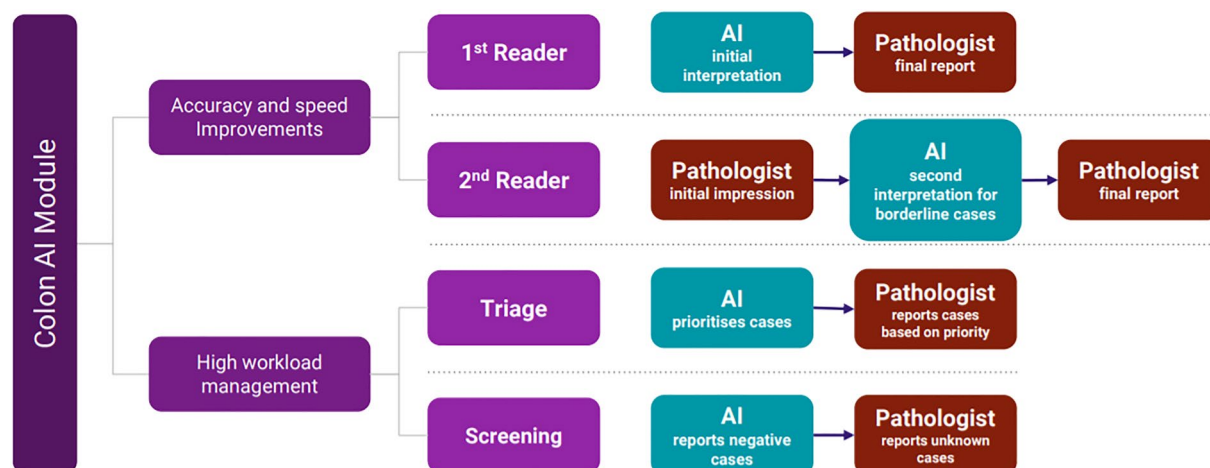 Colon AI Module
Accuracy and speed
Improvements
1st Reader
AI
initial
interpretation
Pathologist
final report
2nd Reader
Pathologist
initial impression
AI
second
interpretation for
borderline cases
Pathologist
final report
High workload
management
Triage
AI
prioritises cases
Pathologist
reports cases
based on priority
Screening
AI
reports negative
cases
Pathologist
reports unknown
cases